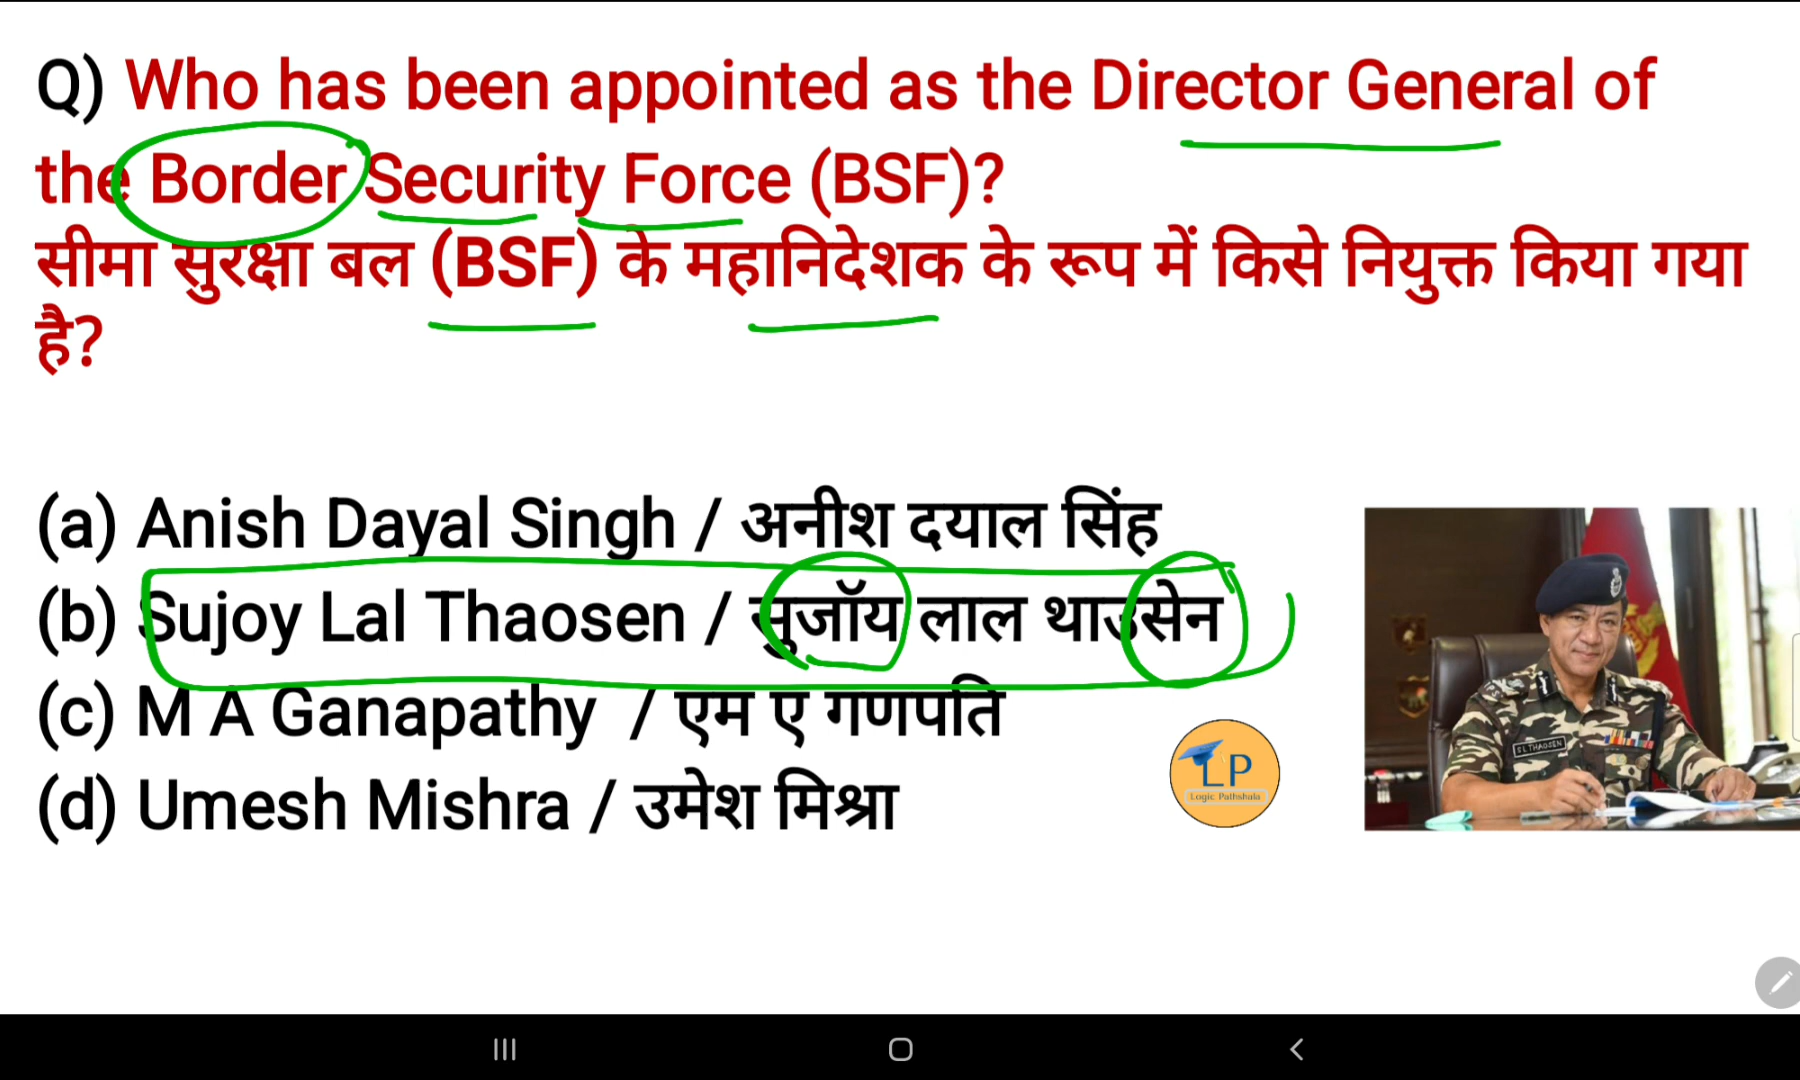 Q) Who has been appointed as the Director General of
the Border Security Force (BSF)?
सीमा सुरक्षा बल (BSF) के महानिदेशक के रूप में किसे नियुक्त किया गया
है?
(a) Anish Dayal Singh / अनीश दयाल सिंह
(b) Sujoy Lal Thaosen / सुजॉय लाल थाउसेन
(c) M A Ganapathy / एम ए गणपति
(d) Umesh Mishra / उमेश मिश्रा
LP
Logic Pathshala
S L THAOSEN